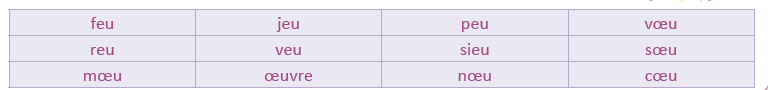 feu jeu peu vœu
reu veu sieu sœu
mœu œuvre nœu cœu